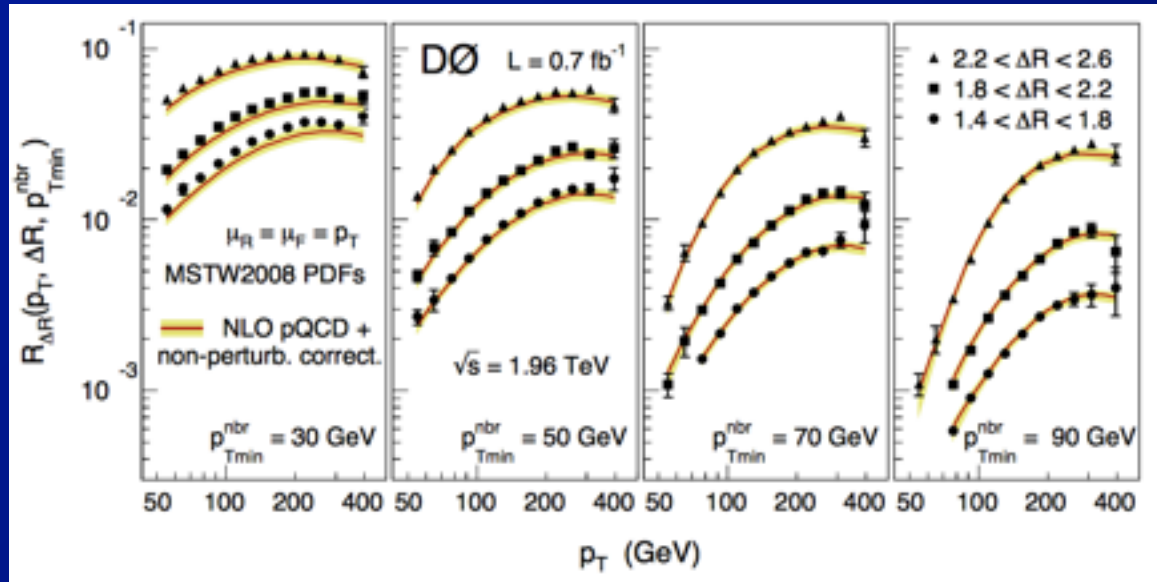 R_ΔR(p_T, ΔR, p^nbr_Tmin)
10⁻¹
10⁻²
10⁻³
μ_R = μ_F = p_T
MSTW2008 PDFs
NLO pQCD +
non-perturb. correct.
p^nbr_Tmin = 30 GeV
DØ L = 0.7 fb⁻¹
√s = 1.96 TeV
p^nbr_Tmin = 50 GeV
p^nbr_Tmin = 70 GeV
▲ 2.2 < ΔR < 2.6
■ 1.8 < ΔR < 2.2
● 1.4 < ΔR < 1.8
p^nbr_Tmin = 90 GeV
50 100 200 400 50 100 200 400 50 100 200 400 50 100 200 400
p_T (GeV)